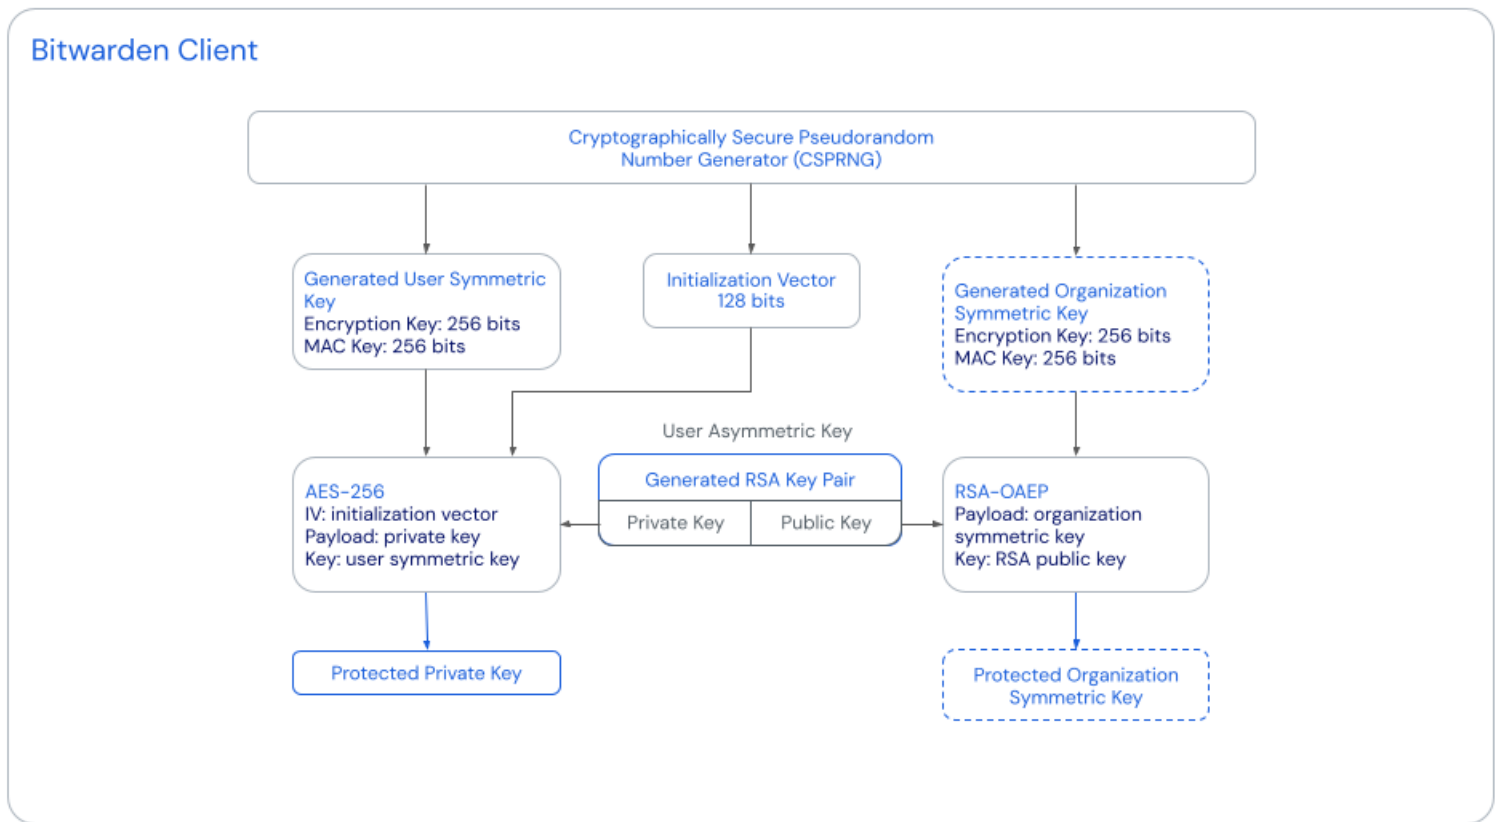 Bitwarden Client
Cryptographically Secure Pseudorandom
Number Generator (CSPRNG)
Generated User Symmetric
Key
Encryption Key: 256 bits
MAC Key: 256 bits
Initialization Vector
128 bits
Generated Organization
Symmetric Key
Encryption Key: 256 bits
MAC Key: 256 bits
User Asymmetric Key
Generated RSA Key Pair
Private Key
Public Key
AES-256
IV: initialization vector
Payload: private key
Key: user symmetric key
RSA-OAEP
Payload: organization
symmetric key
Key: RSA public key
Protected Private Key
Protected Organization
Symmetric Key